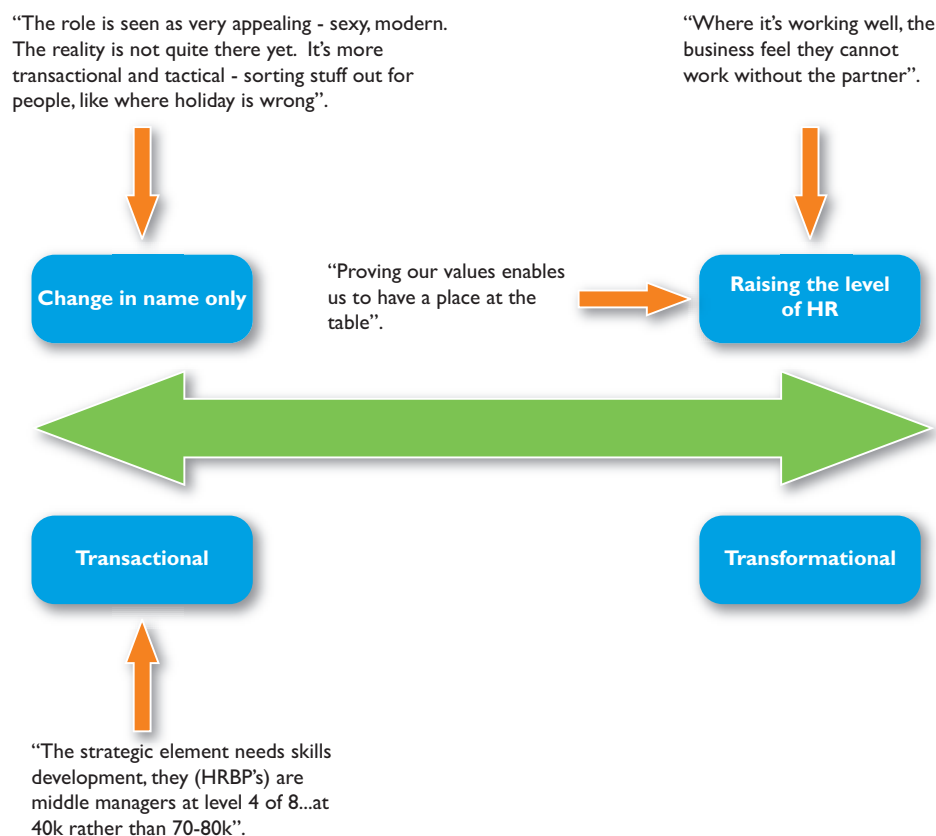 “The role is seen as very appealing - sexy, modern.
The reality is not quite there yet.  It’s more
transactional and tactical - sorting stuff out for
people, like where holiday is wrong”.
“Where it’s working well, the
business feel they cannot
work without the partner”.
Change in name only
“Proving our values enables
us to have a place at the
table”.
Raising the level
of HR
Transactional
Transformational
“The strategic element needs skills
development, they (HRBP’s) are
middle managers at level 4 of 8...at
40k rather than 70-80k”.